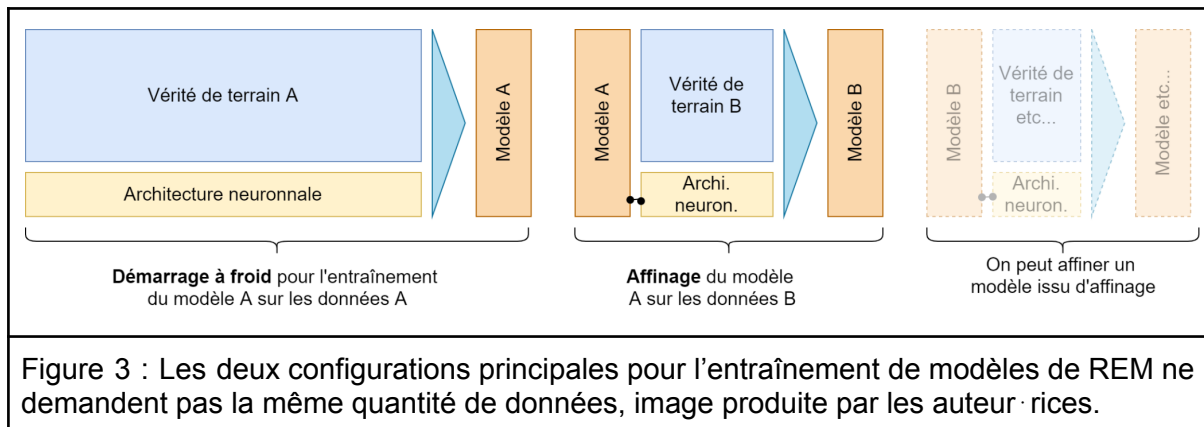 Vérité de terrain A
Architecture neuronnale
Modèle A
Démarrage à froid pour l'entraînement
du modèle A sur les données A
Modèle A
Vérité de
terrain B
Archi.
neuron.
Modèle B
Affinage du modèle
A sur les données B
Modèle B
Vérité de
terrain
etc...
Archi.
neuron.
Modèle etc...
On peut affiner un
modèle issu d'affinage
Figure 3 : Les deux configurations principales pour l’entraînement de modèles de REM ne
demandent pas la même quantité de données, image produite par les auteur·rices.